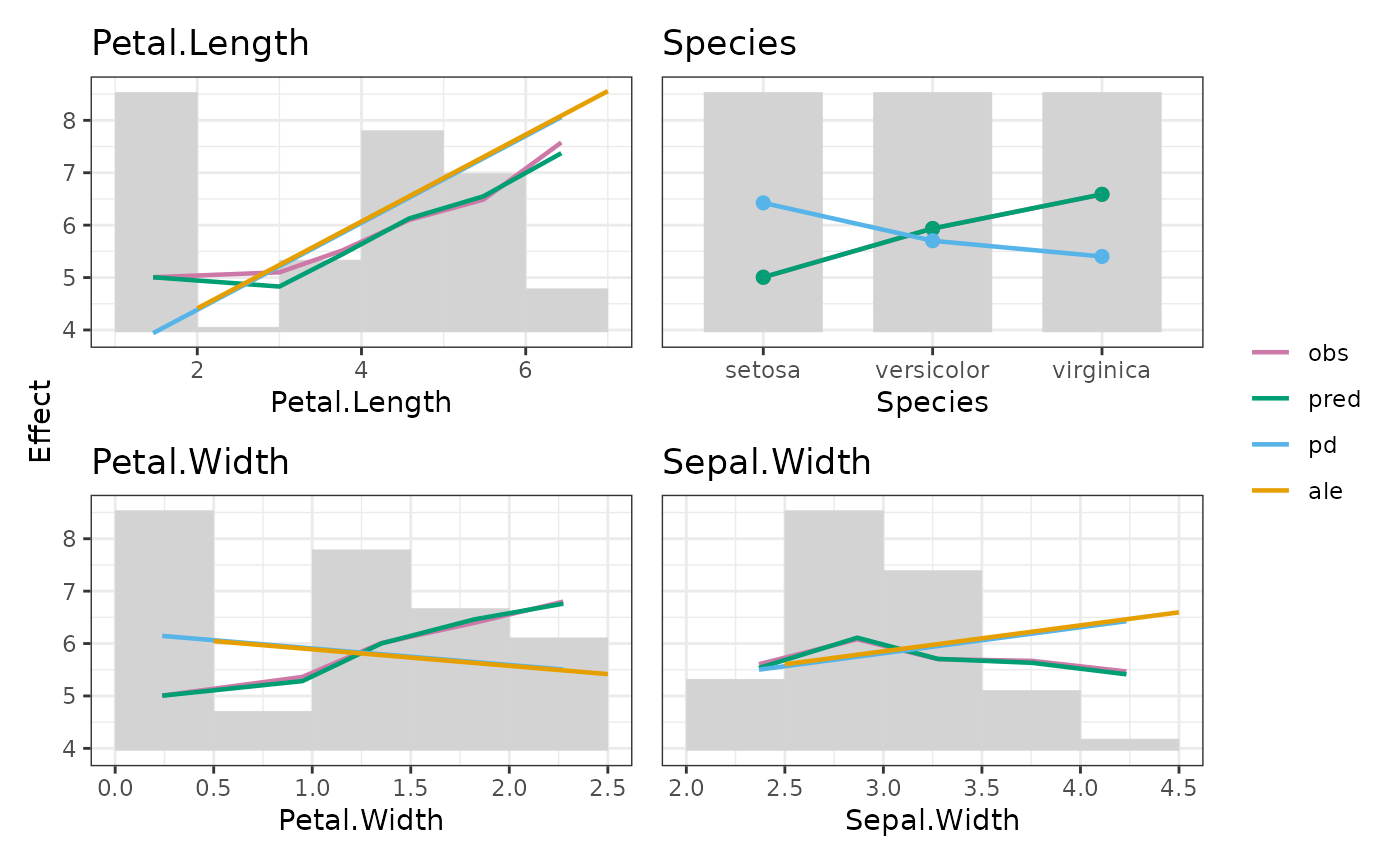 Petal.Length
Species
8
7
6
5
4
2 4 6
setosa versicolor virginica
Petal.Length
Species
Effect
obs
pred
pd
ale
Petal.Width
Sepal.Width
8
7
6
5
4
0.0 0.5 1.0 1.5 2.0 2.5
2.0 2.5 3.0 3.5 4.0 4.5
Petal.Width
Sepal.Width